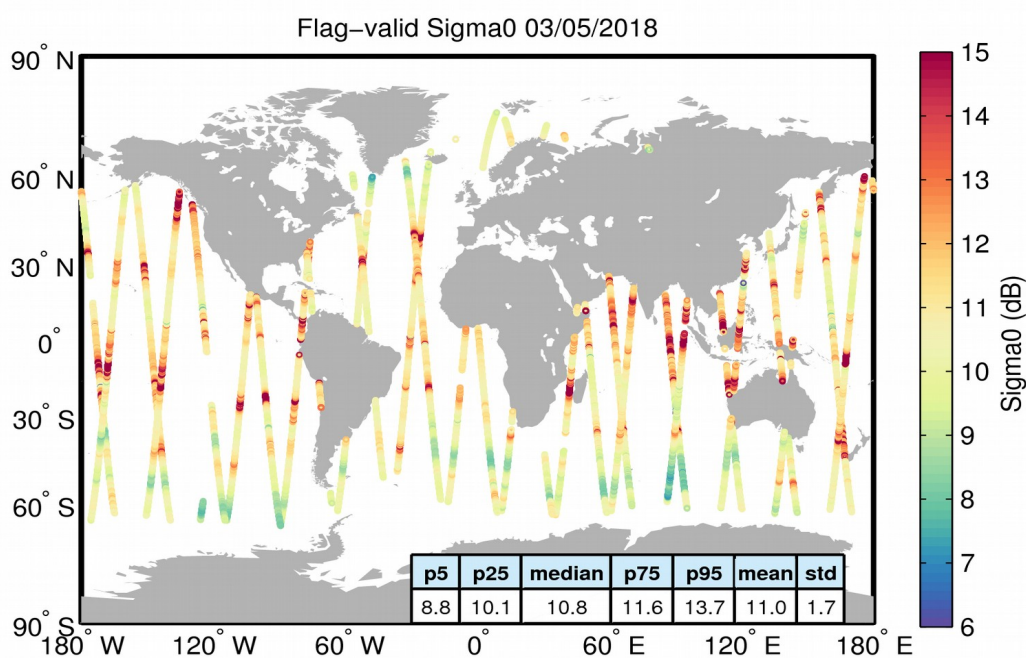 Flag−valid Sigma0 03/05/2018
90° N
60° N
30° N
0°
30° S
60° S
90° S
180° W 120° W 60° W 0° 60° E 120° E 180° E
p5 p25 median p75 p95 mean std
8.8 10.1 10.8 11.6 13.7 11.0 1.7
15
14
13
12
11
10
9
8
7
6
Sigma0 (dB)